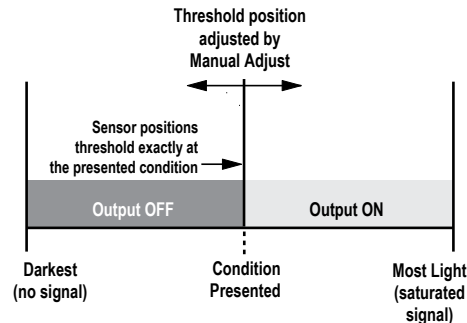 Threshold position
adjusted by
Manual Adjust
Sensor positions
threshold exactly at
the presented condition
Output OFF
Output ON
Darkest
(no signal)
Condition
Presented
Most Light
(saturated
signal)